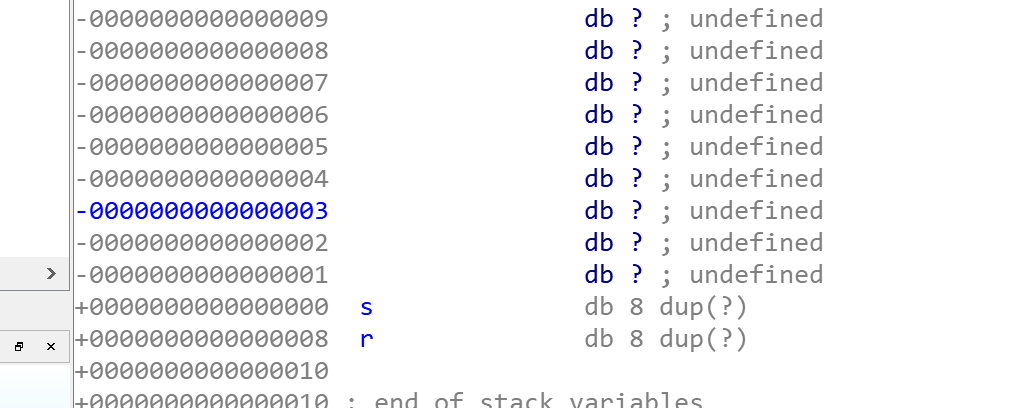 -0000000000000009 db ? ; undefined
-0000000000000008 db ? ; undefined
-0000000000000007 db ? ; undefined
-0000000000000006 db ? ; undefined
-0000000000000005 db ? ; undefined
-0000000000000004 db ? ; undefined
-0000000000000003 db ? ; undefined
-0000000000000002 db ? ; undefined
-0000000000000001 db ? ; undefined
+0000000000000000 s db 8 dup(?)
+0000000000000008 r db 8 dup(?)
+0000000000000010
+0000000000000010 ; end of stack variables